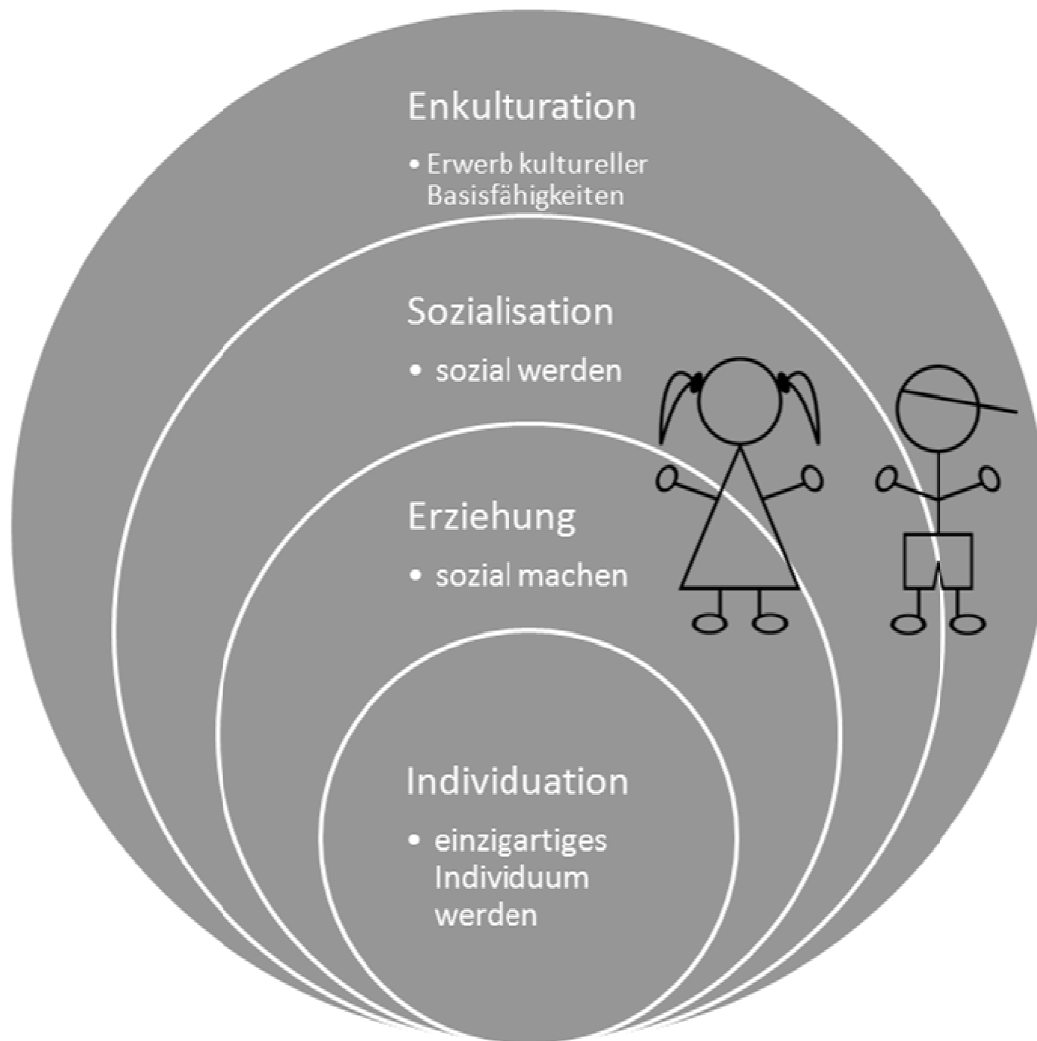 Enkulturation
• Erwerb kultureller
Basisfähigkeiten
Sozialisation
• sozial werden
Erziehung
• sozial machen
Individuation
• einzigartiges
Individuum
werden